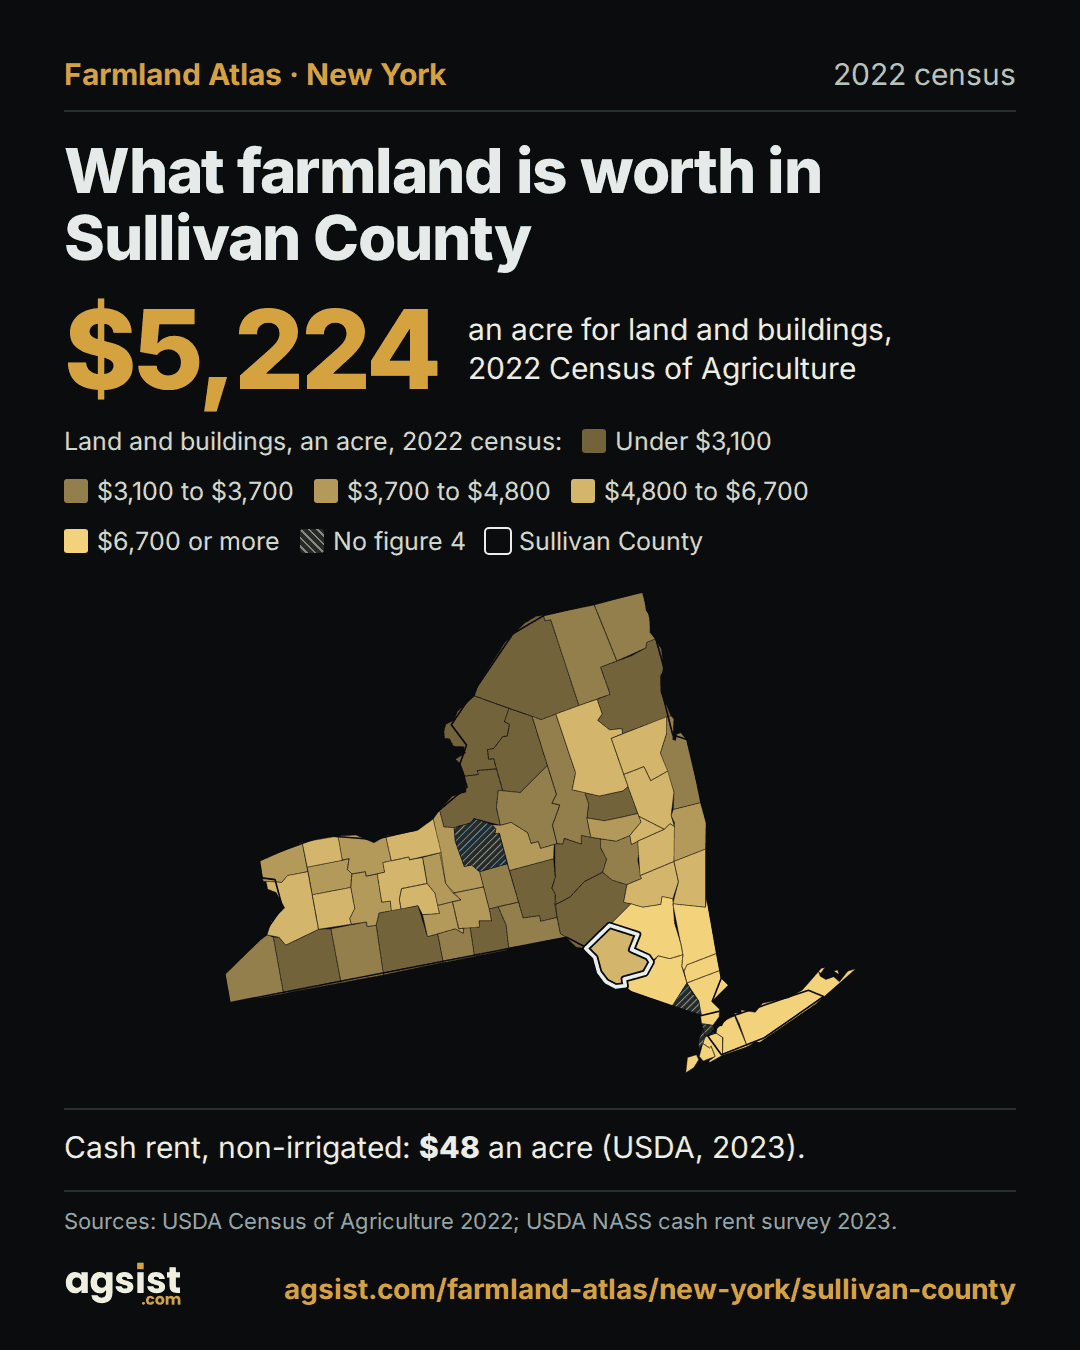 Farmland Atlas · New York
2022 census
What farmland is worth in
Sullivan County
$5,224
an acre for land and buildings,
2022 Census of Agriculture
Land and buildings, an acre, 2022 census: Under $3,100
$3,100 to $3,700 $3,700 to $4,800 $4,800 to $6,700
$6,700 or more No figure 4 Sullivan County
Cash rent, non-irrigated: $48 an acre (USDA, 2023).
Sources: USDA Census of Agriculture 2022; USDA NASS cash rent survey 2023.
agsist
.com
agsist.com/farmland-atlas/new-york/sullivan-county